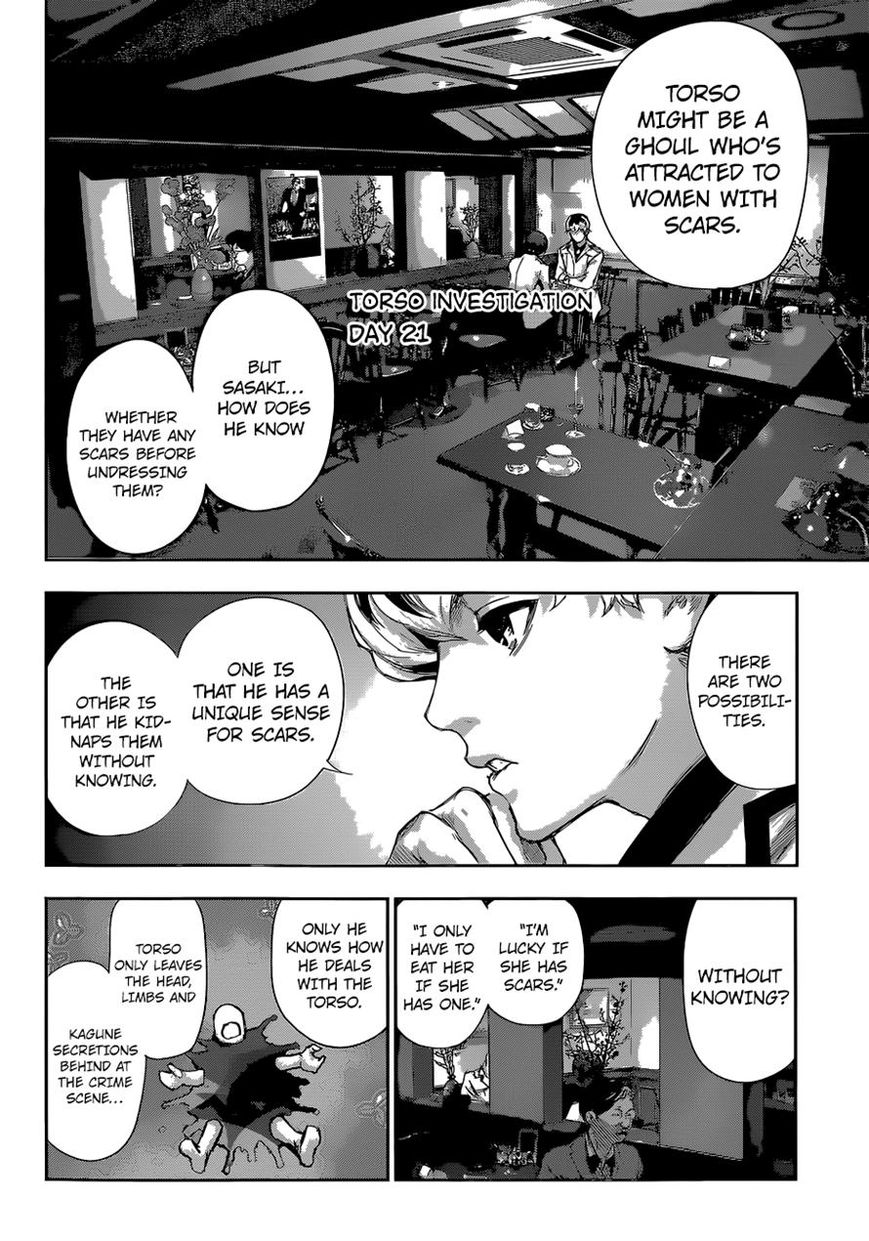 TORSO
MIGHT BE A
GHOUL WHO'S
ATTRACTED TO
WOMEN WITH
SCARS.
TORSO INVESTIGATION
DAY 21
BUT
SASAKI...
HOW DOES
HE KNOW
WHETHER
THEY HAVE ANY
SCARS BEFORE
UNDRESSING
THEM?
THERE
ARE TWO
POSSIBILI-
TIES.
ONE IS
THAT HE HAS A
UNIQUE SENSE
FOR SCARS.
THE
OTHER IS
THAT HE KID-
NAPS THEM
WITHOUT
KNOWING.
WITHOUT
KNOWING?
"I'M
LUCKY IF
SHE HAS
SCARS."
"I ONLY
HAVE TO
EAT HER
IF SHE
HAS ONE."
ONLY HE
KNOWS HOW
HE DEALS
WITH THE
TORSO.
TORSO
ONLY LEAVES
THE HEAD,
LIMBS AND
KAGUNE
SECRETIONS
BEHIND AT
THE CRIME
SCENE...